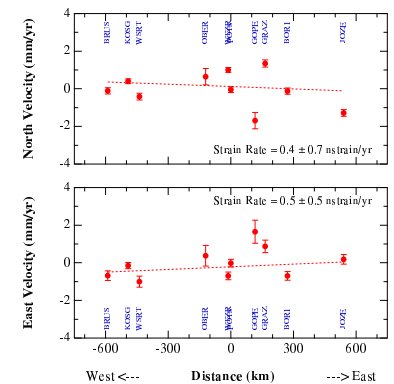 4
2
0
-2
-4
North Velocity (mm/yr)
BRUS KOSG WSRT OBER GOPE GRAZ BOR1 JOZE
Strain Rate = 0.4 ± 0.7 nstrain/yr
4
2
0
-2
-4
East Velocity (mm/yr)
Strain Rate = 0.5 ± 0.5 nstrain/yr
BRUS KOSG WSRT OBER GOPE GRAZ BOR1 JOZE
-600 -300 0 300 600
West <--- Distance (km) ---> East